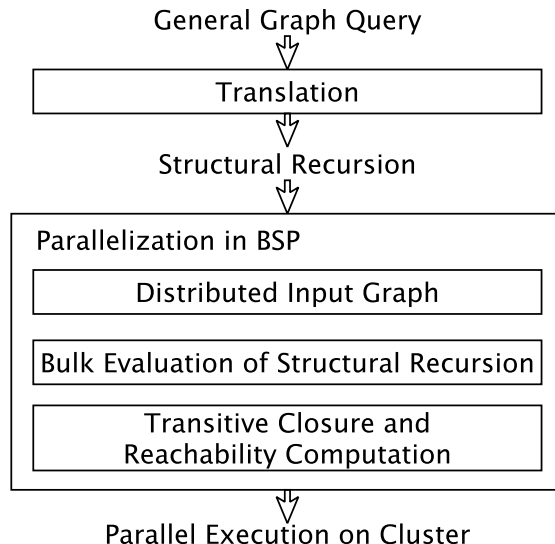 General Graph Query
Translation
Structural Recursion
Parallelization in BSP
Distributed Input Graph
Bulk Evaluation of Structural Recursion
Transitive Closure and
Reachability Computation
Parallel Execution on Cluster